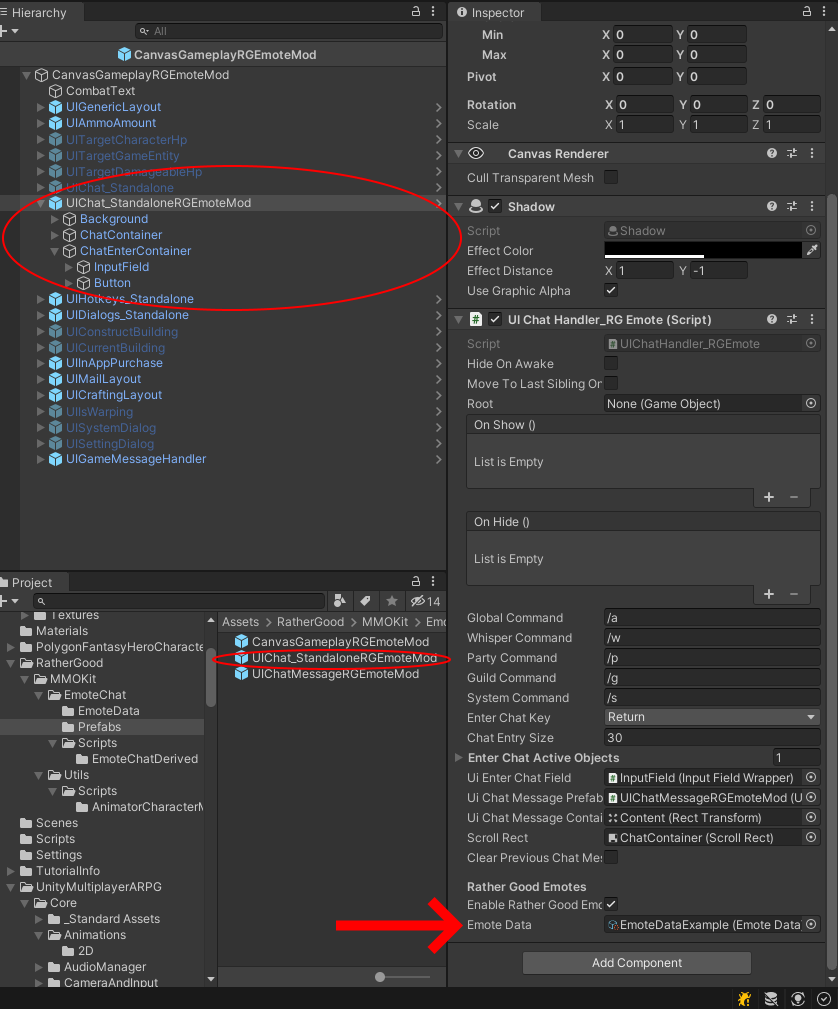 Hierarchy
All
CanvasGameplayRGEmoteMod
CanvasGameplayRGEmoteMod
CombatText
UIGenericLayout
UIAmmoAmount
UITargetCharacterHp
UITargetGameEntity
UITargetDamageableHp
UIChat_Standalone
UIChat_StandaloneRGEmoteMod
Background
ChatContainer
ChatEnterContainer
InputField
Button
UIHotkeys_Standalone
UIDialogs_Standalone
UIConstructBuilding
UICurrentBuilding
UIInAppPurchase
UIMailLayout
UICraftingLayout
UIIsWarping
UISystemDialog
UISettingDialog
UIGameMessageHandler
Project
14
Textures
Materials
PolygonFantasyHeroCharacte
RatherGood
MMOKit
EmoteChat
EmoteData
Prefabs
Scripts
EmoteChatDerived
Utils
Scripts
AnimatorCharacterM
Scenes
Scripts
Settings
TutorialInfo
UnityMultiplayerARPG
Core
_Standard Assets
Animations
2D
AudioManager
CameraAndInput
Assets > RatherGood > MMOKit > Emo
CanvasGameplayRGEmoteMod
UIChat_StandaloneRGEmoteMod
UIChatMessageRGEmoteMod
Inspector
Min X 0 Y 0
Max X 0 Y 0
Pivot X 0 Y 0
Rotation X 0 Y 0 Z 0
Scale X 1 Y 1 Z 1
Canvas Renderer
Cull Transparent Mesh
Shadow
Script Shadow
Effect Color
Effect Distance X 1 Y -1
Use Graphic Alpha
# UI Chat Handler_RG Emote (Script)
Script # UIChatHandler_RGEmote
Hide On Awake
Move To Last Sibling On
Root None (Game Object)
On Show ()
List is Empty
+ −
On Hide ()
List is Empty
+ −
Global Command /a
Whisper Command /w
Party Command /p
Guild Command /g
System Command /s
Enter Chat Key Return
Chat Entry Size 30
Enter Chat Active Objects 1
Ui Enter Chat Field # InputField (Input Field Wrapper)
Ui Chat Message Prefab # UIChatMessageRGEmoteMod (U
Ui Chat Message Contai Content (Rect Transform)
Scroll Rect ChatContainer (Scroll Rect)
Clear Previous Chat Mes
Rather Good Emotes
Enable Rather Good Emo
Emote Data EmoteDataExample (Emote Data
Add Component